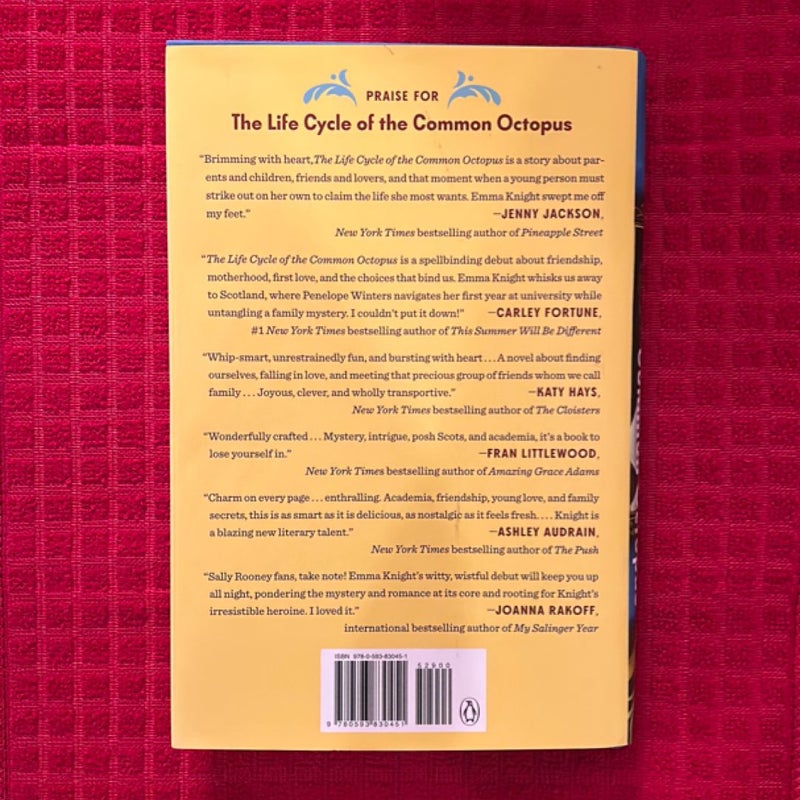 PRAISE FOR
The Life Cycle of the Common Octopus
“Brimming with heart, The Life Cycle of the Common Octopus is a story about par-
ents and children, friends and lovers, and that moment when a young person must
strike out on her own to claim the life she most wants. Emma Knight swept me off
my feet.” —JENNY JACKSON,
New York Times bestselling author of Pineapple Street
“The Life Cycle of the Common Octopus is a spellbinding debut about friendship,
motherhood, first love, and the choices that bind us. Emma Knight whisks us away
to Scotland, where Penelope Winters navigates her first year at university while
untangling a family mystery. I couldn’t put it down!” —CARLEY FORTUNE,
#1 New York Times bestselling author of This Summer Will Be Different
“Whip-smart, unrestrainedly fun, and bursting with heart . . . A novel about finding
ourselves, falling in love, and meeting that precious group of friends whom we call
family . . . Joyous, clever, and wholly transportive.” —KATY HAYS,
New York Times bestselling author of The Cloisters
“Wonderfully crafted . . . Mystery, intrigue, posh Scots, and academia, it’s a book to
lose yourself in.” —FRAN LITTLEWOOD,
New York Times bestselling author of Amazing Grace Adams
“Charm on every page . . . enthralling. Academia, friendship, young love, and family
secrets, this is as smart as it is delicious, as nostalgic as it feels fresh. . . . Knight is
a blazing new literary talent.” —ASHLEY AUDRAIN,
New York Times bestselling author of The Push
“Sally Rooney fans, take note! Emma Knight’s witty, wistful debut will keep you up
all night, pondering the mystery and romance at its core and rooting for Knight’s
irresistible heroine. I loved it.” —JOANNA RAKOFF,
international bestselling author of My Salinger Year
ISBN 978-0-593-83045-1
52900
9 780593 830451